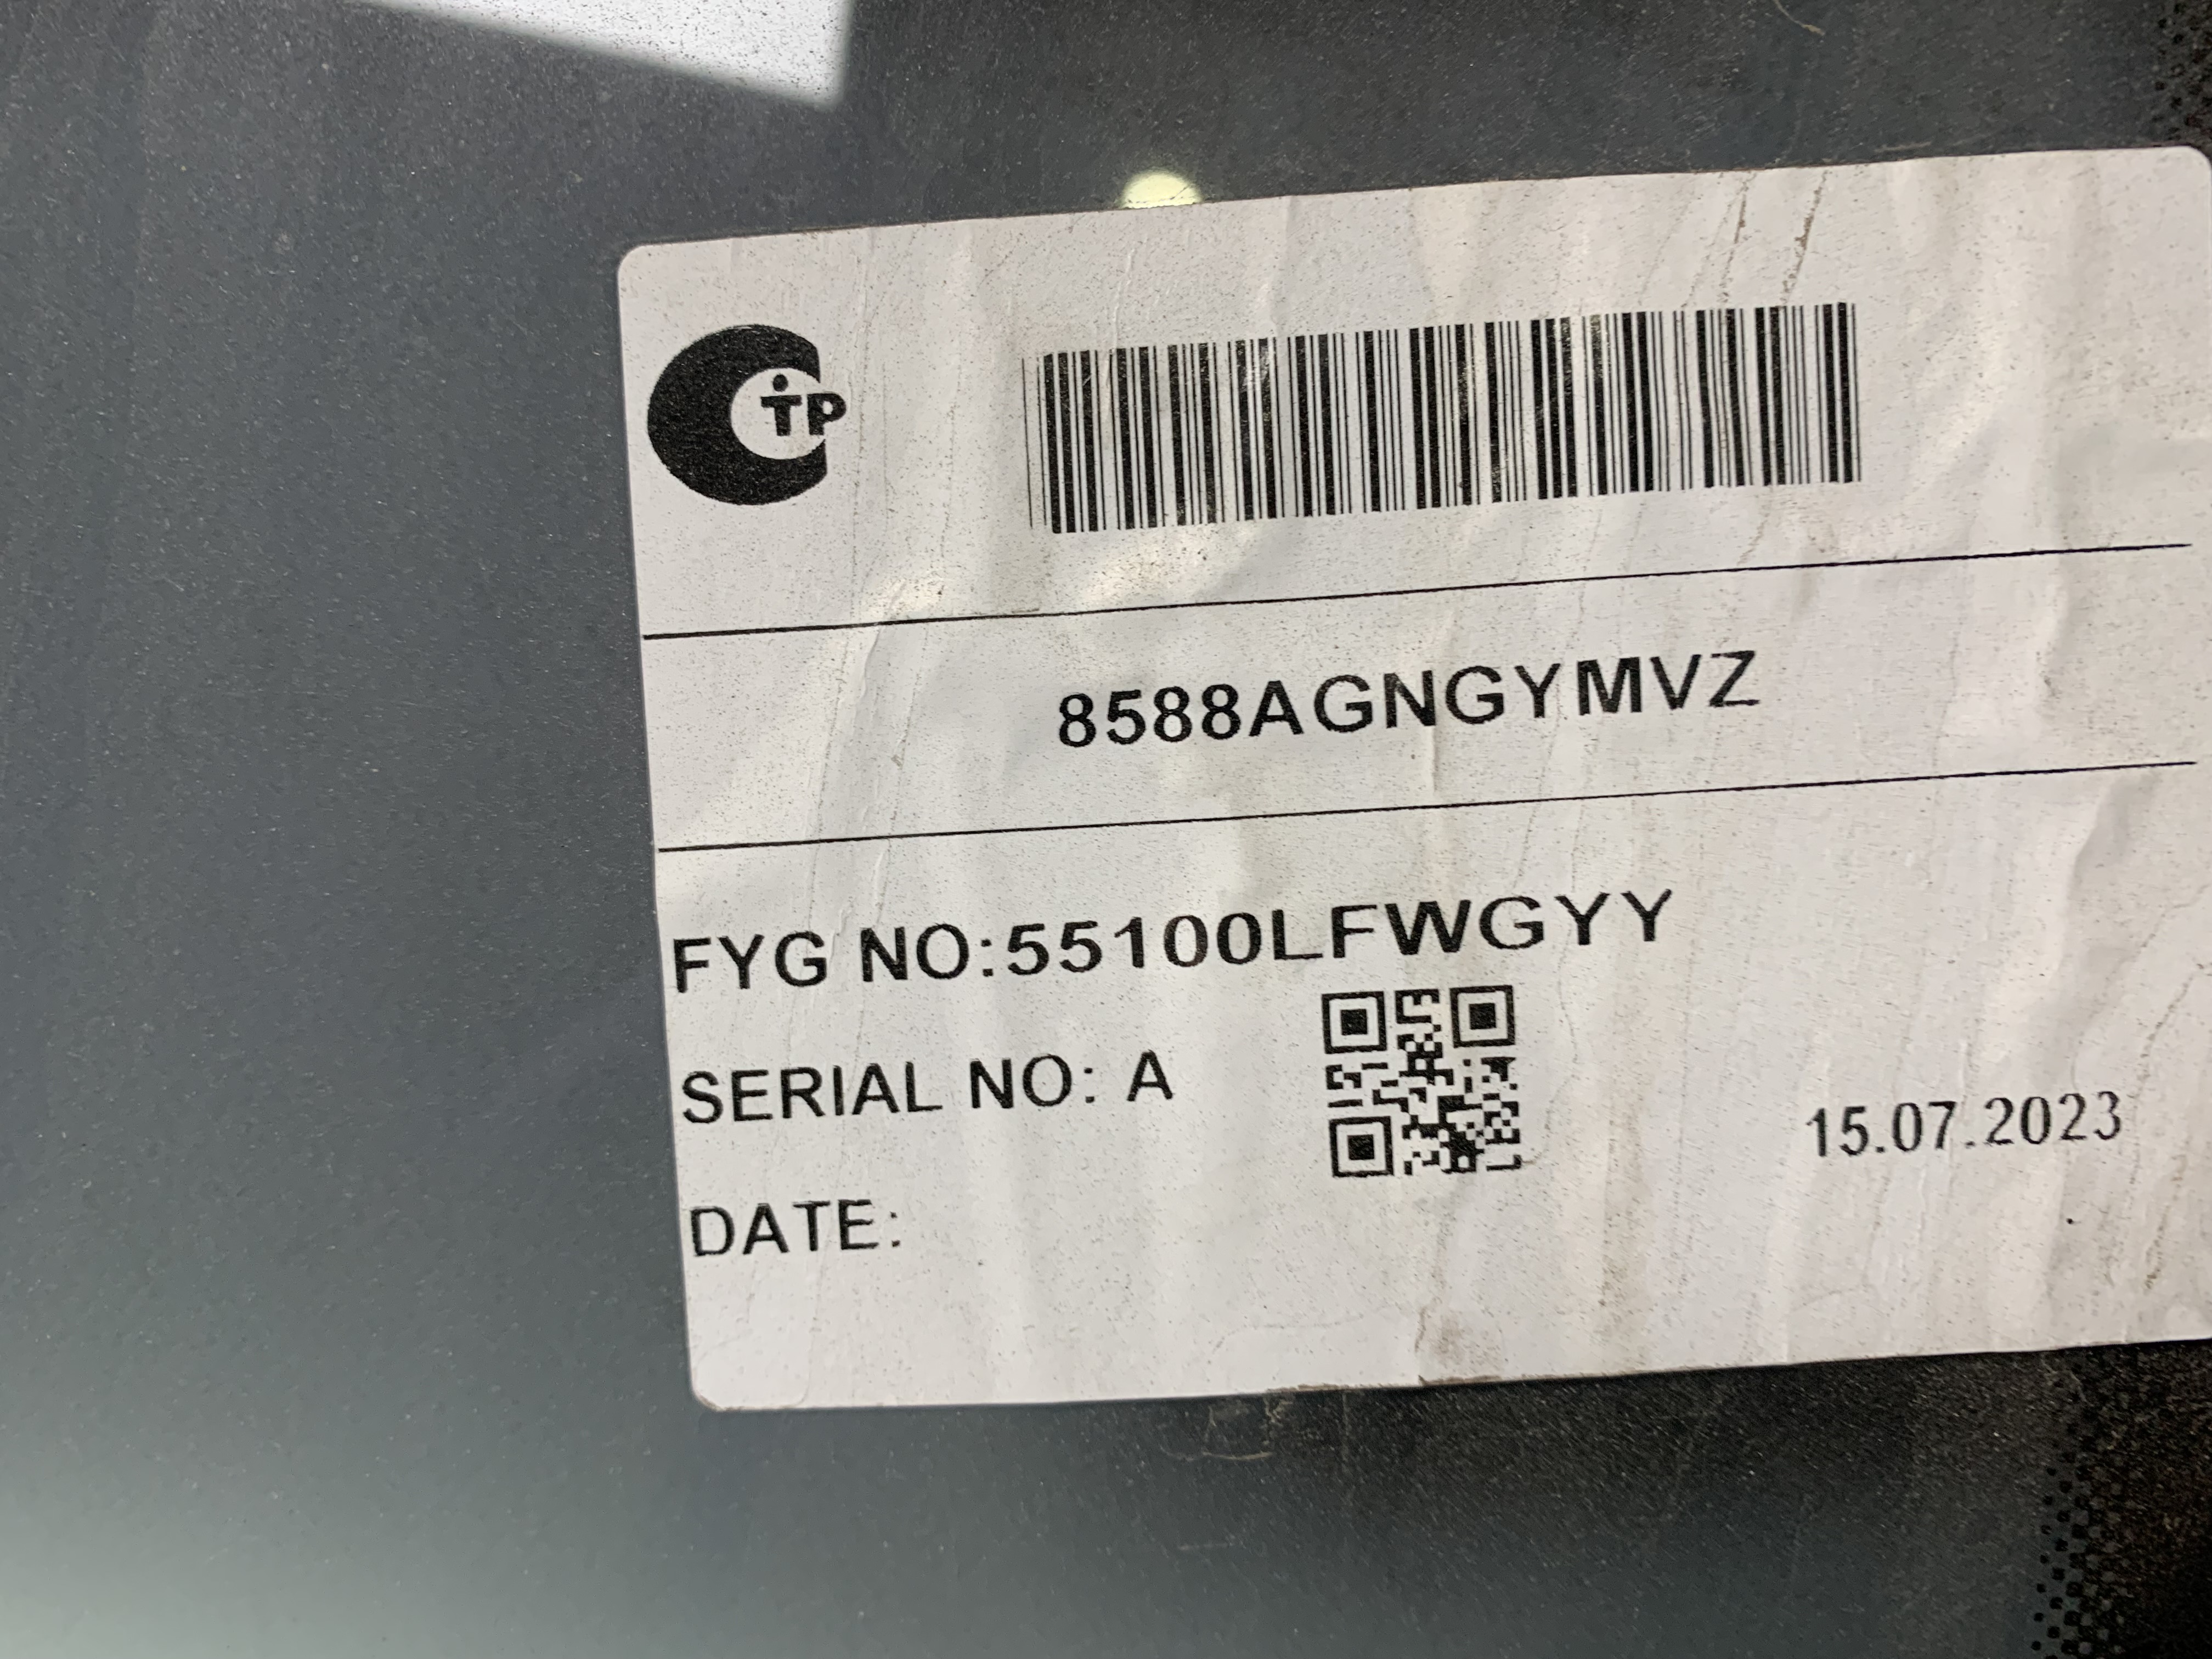 TP
8588AGNGYMVZ
FYG NO:55100LFWGYY
SERIAL NO: A
15.07.2023
DATE: